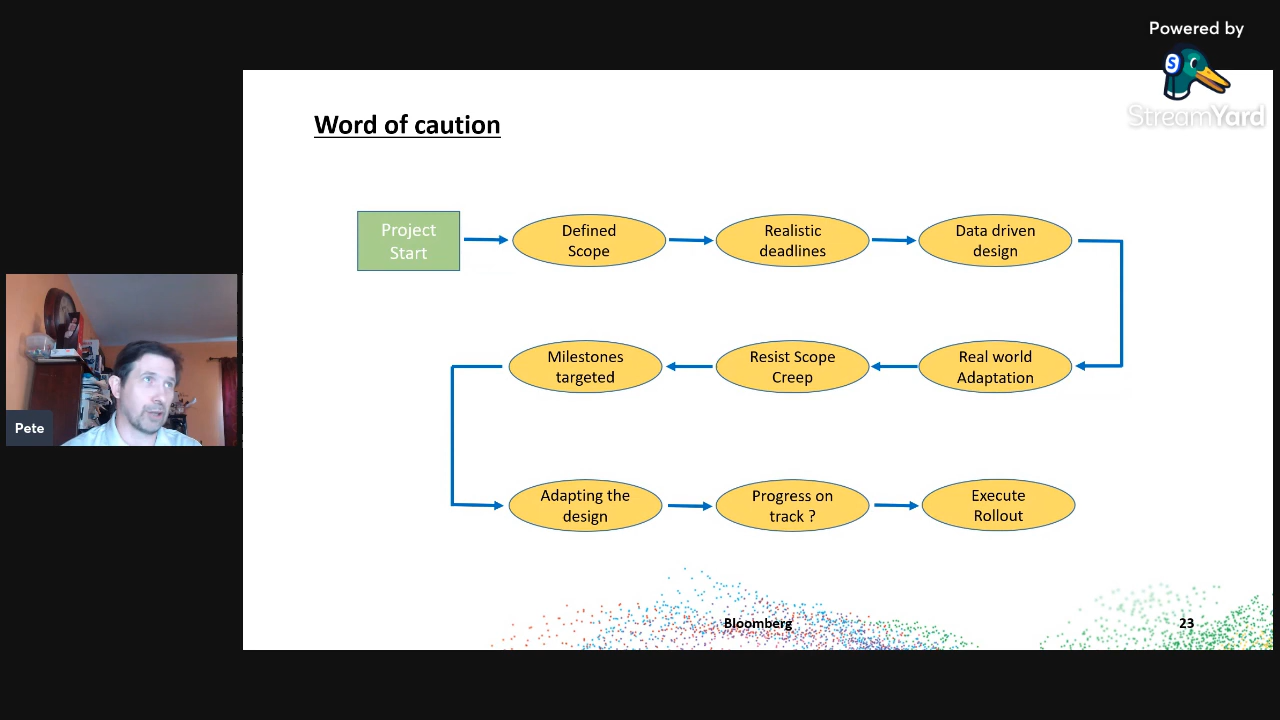 Powered by
StreamYard
Word of caution
Project
Start
Defined
Scope
Realistic
deadlines
Data driven
design
Real world
Adaptation
Resist Scope
Creep
Milestones
targeted
Adapting the
design
Progress on
track ?
Execute
Rollout
Pete
Bloomberg
23